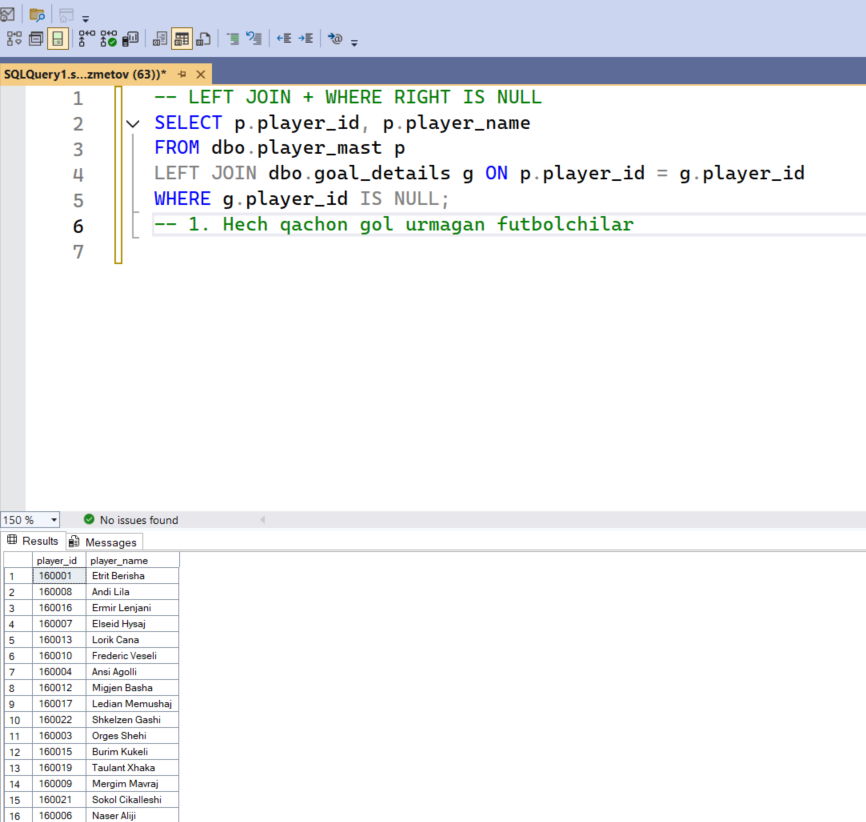 SQLQuery1.s...zmetov (63))*
1 -- LEFT JOIN + WHERE RIGHT IS NULL
2 SELECT p.player_id, p.player_name
3 FROM dbo.player_mast p
4 LEFT JOIN dbo.goal_details g ON p.player_id = g.player_id
5 WHERE g.player_id IS NULL;
6 -- 1. Hech qachon gol urmagan futbolchilar
7
150 % No issues found
Results Messages
player_id player_name
1 160001 Etrit Berisha
2 160008 Andi Lila
3 160016 Ermir Lenjani
4 160007 Elseid Hysaj
5 160013 Lorik Cana
6 160010 Frederic Veseli
7 160004 Ansi Agolli
8 160012 Migjen Basha
9 160017 Ledian Memushaj
10 160022 Shkelzen Gashi
11 160003 Orges Shehi
12 160015 Burim Kukeli
13 160019 Taulant Xhaka
14 160009 Mergim Mavraj
15 160021 Sokol Cikalleshi
16 160006 Naser Aliji